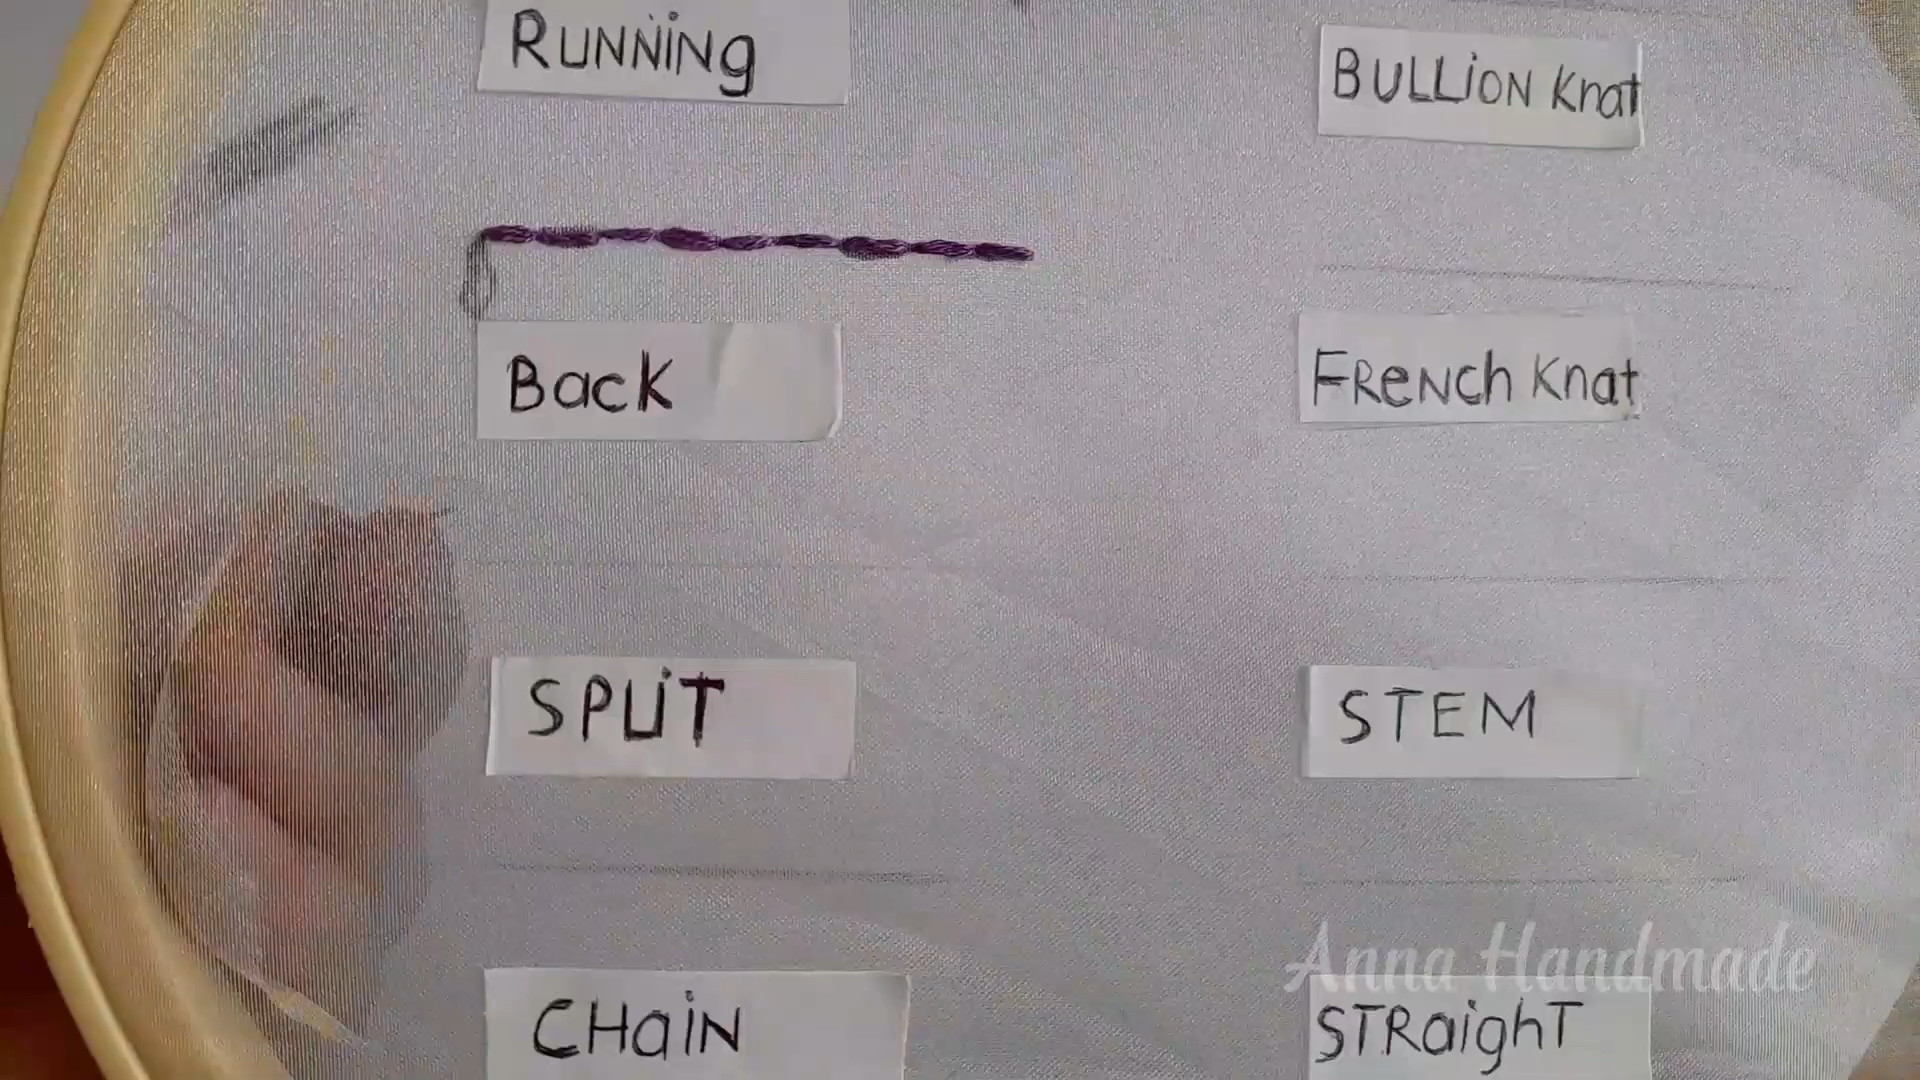 RUNNiNg
BULLiON Knat
Back
FReNch Knat
SPLiT
STEM
CHaiN
STRaighT
Anna Handmade